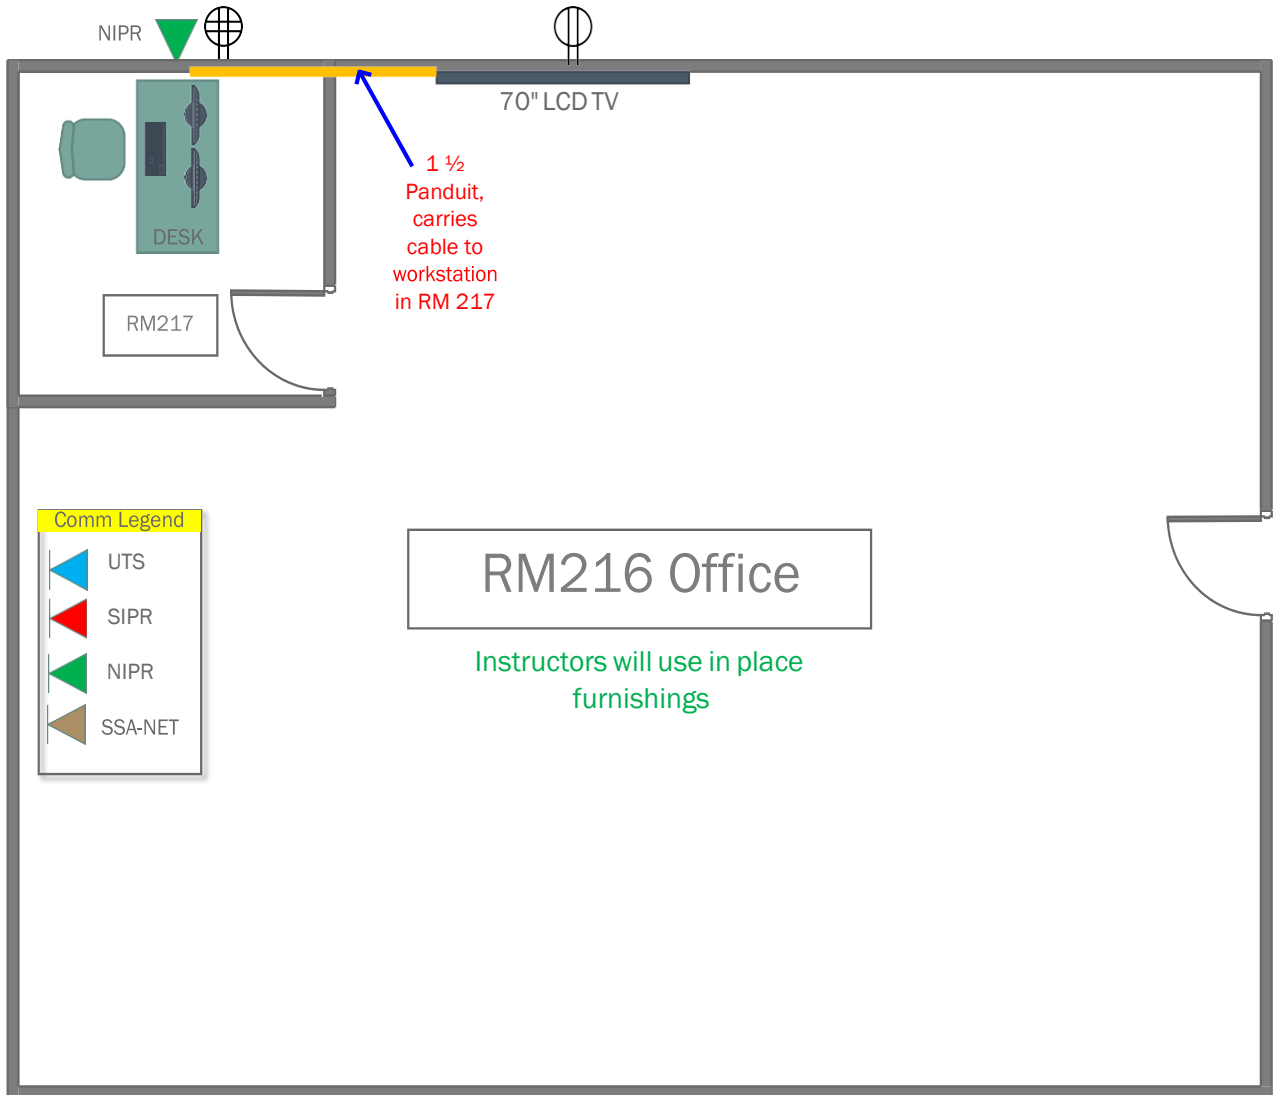 NIPR
70" LCD TV
1 ½
Panduit,
carries
cable to
workstation
in RM 217
DESK
RM217
Comm Legend
UTS
SIPR
NIPR
SSA-NET
RM216 Office
Instructors will use in place
furnishings